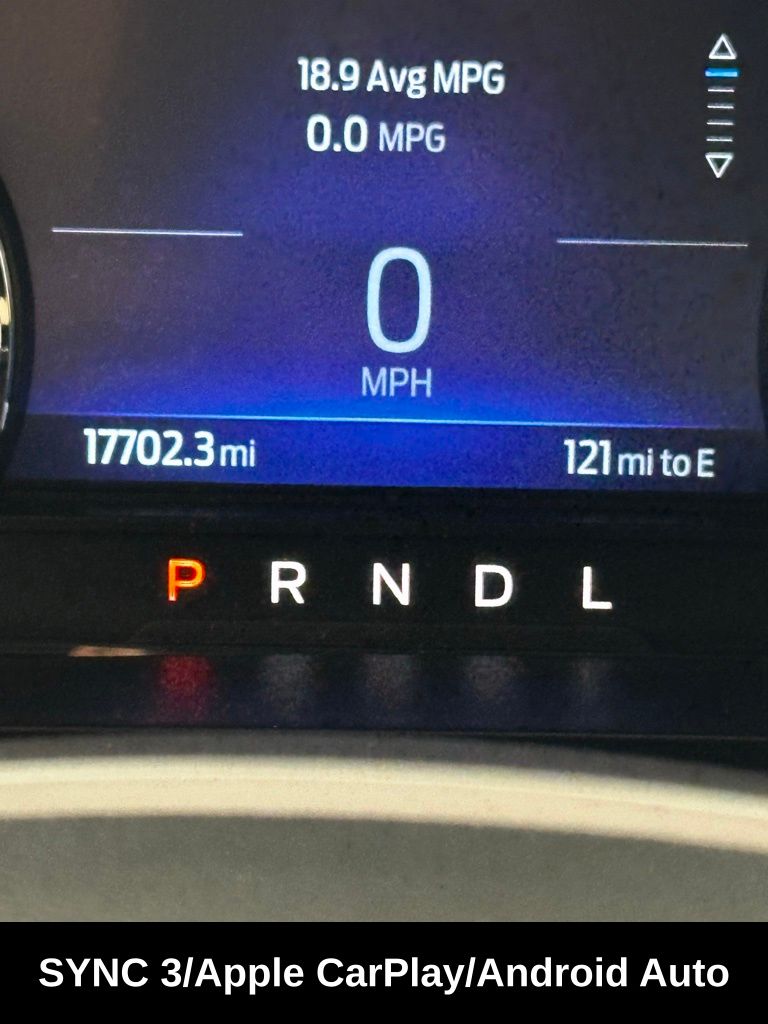 18.9 Avg MPG
0.0 MPG
0
MPH
17702.3 mi 121 mi to E
P R N D L
SYNC 3/Apple CarPlay/Android Auto